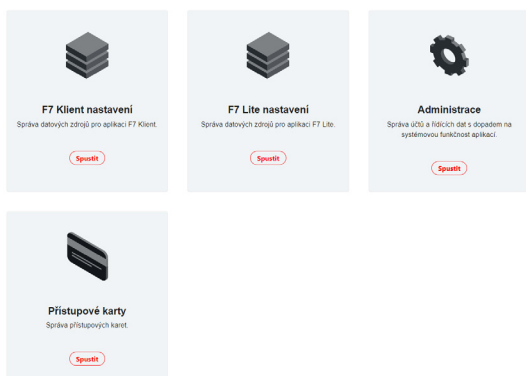 F7 Klient nastavení
Správa datových zdrojů pro aplikaci F7 Klient.
Spustit
F7 Lite nastavení
Správa datových zdrojů pro aplikaci F7 Lite.
Spustit
Administrace
Správa účtů a řídících dat s dopadem na
systémovou funkčnost aplikací.
Spustit
Přístupové karty
Správa přístupových karet.
Spustit